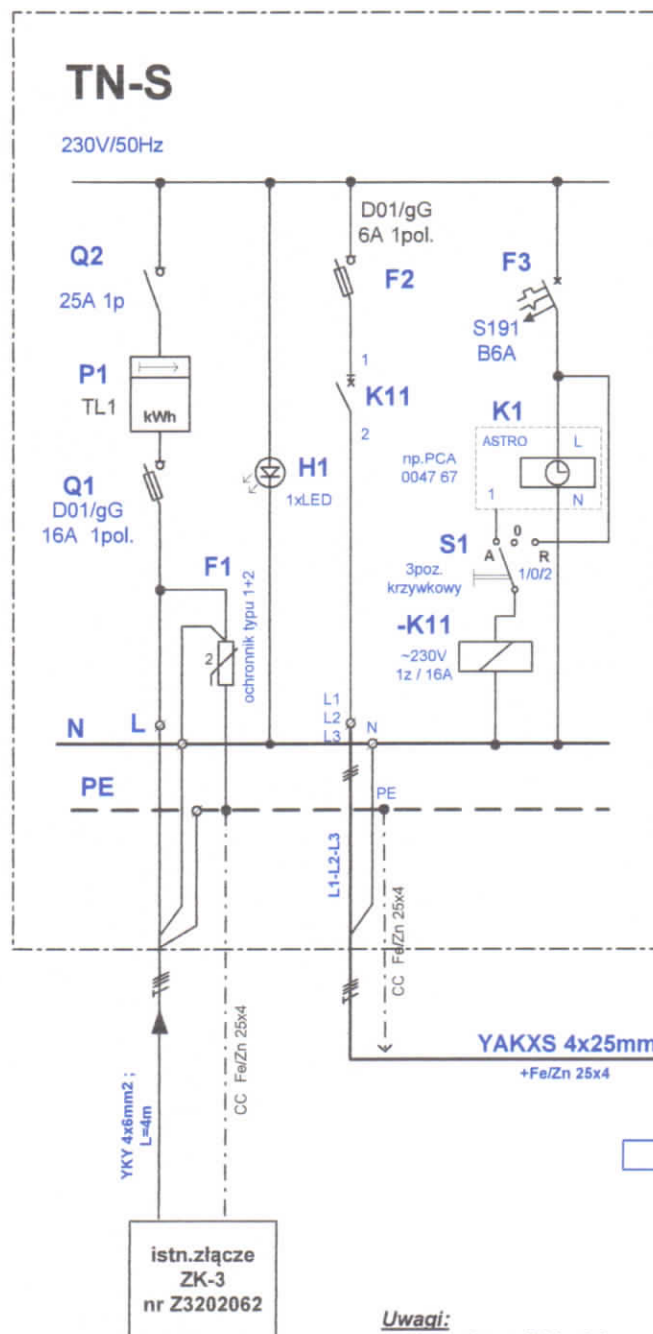 TN-S
230V/50Hz
Q2
25A 1p
P1
TL1
kWh
Q1
D01/gG
16A 1pol.
F1
2
ochronnik typu 1+2
H1
1xLED
D01/gG
6A 1pol.
F2
1
K11
2
F3
S191
B6A
K1
ASTRO
L
np.PCA
0047 67
N
1
S1
A
0
R
3poz.
krzywkowy
1/0/2
-K11
~230V
1z / 16A
N
L
L1
L2
L3
N
PE
PE
L1-L2-L3
CC Fe/Zn 25x4
CC Fe/Zn 25x4
YAKXS 4x25mm
+Fe/Zn 25x4
YKY 4x6mm2 ;
L=4m
istn.złącze
ZK-3
nr Z3202062
Uwagi: